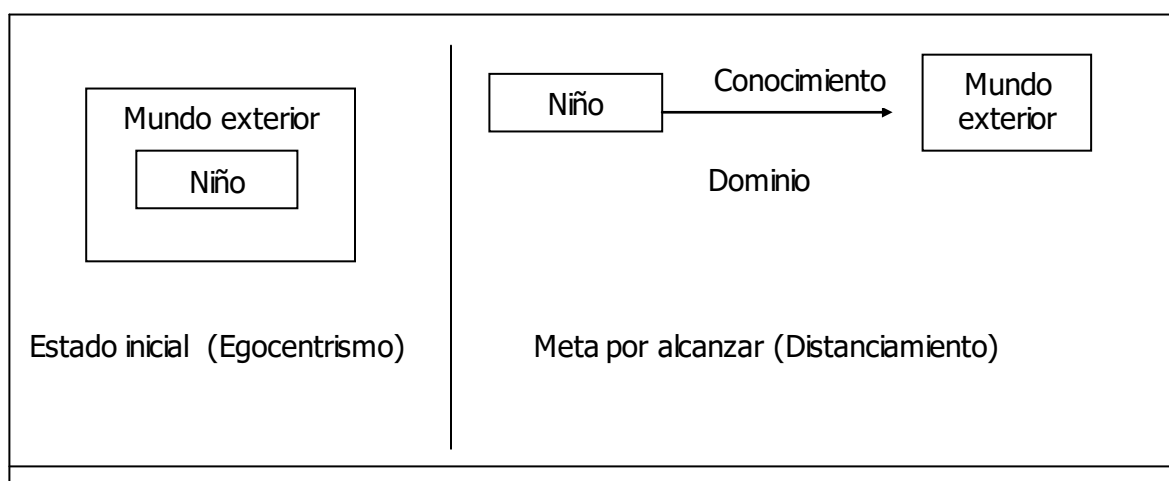 Mundo exterior
Niño
Estado inicial (Egocentrismo)
Niño
Conocimiento
Dominio
Mundo
exterior
Meta por alcanzar (Distanciamiento)